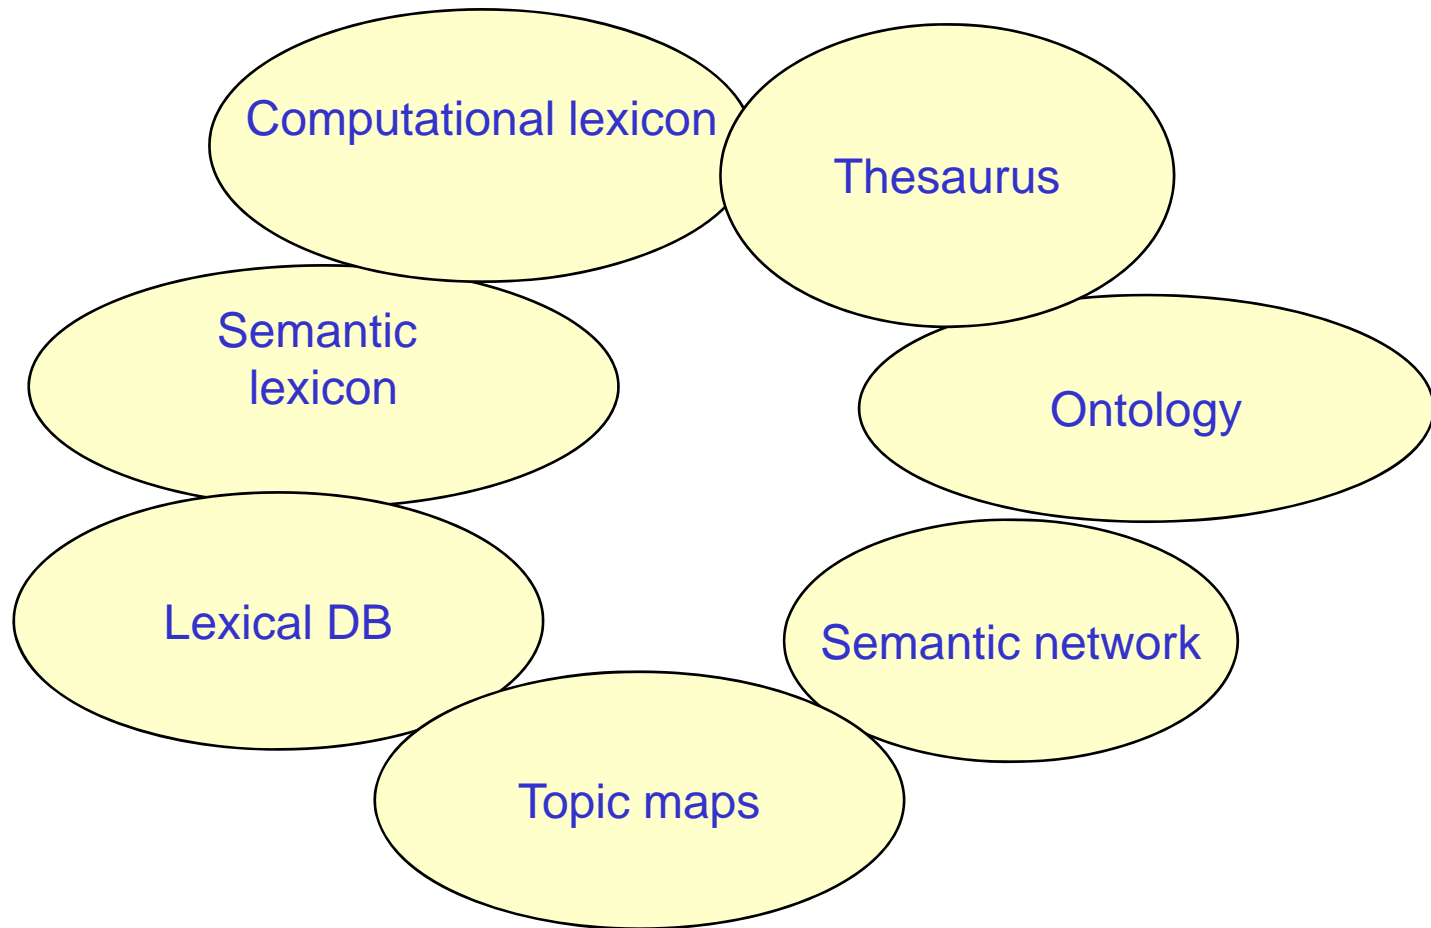 Computational lexicon
Thesaurus
Semantic
lexicon
Ontology
Lexical DB
Semantic network
Topic maps